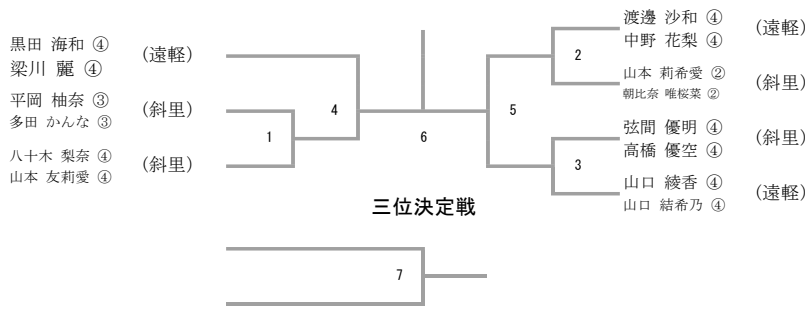 黒田 海和 ④
梁川 麗 ④
(遠軽)
平岡 柚奈 ③
多田 かんな ③
(斜里)
八十木 梨奈 ④
山本 友莉愛 ④
(斜里)
1
4
6
5
2
3
渡邊 沙和 ④
中野 花梨 ④
(遠軽)
山本 莉希愛 ②
朝比奈 唯桜菜 ②
(斜里)
弦間 優明 ④
高橋 優空 ④
(斜里)
山口 綾香 ④
山口 結希乃 ④
(遠軽)
三位決定戦
7